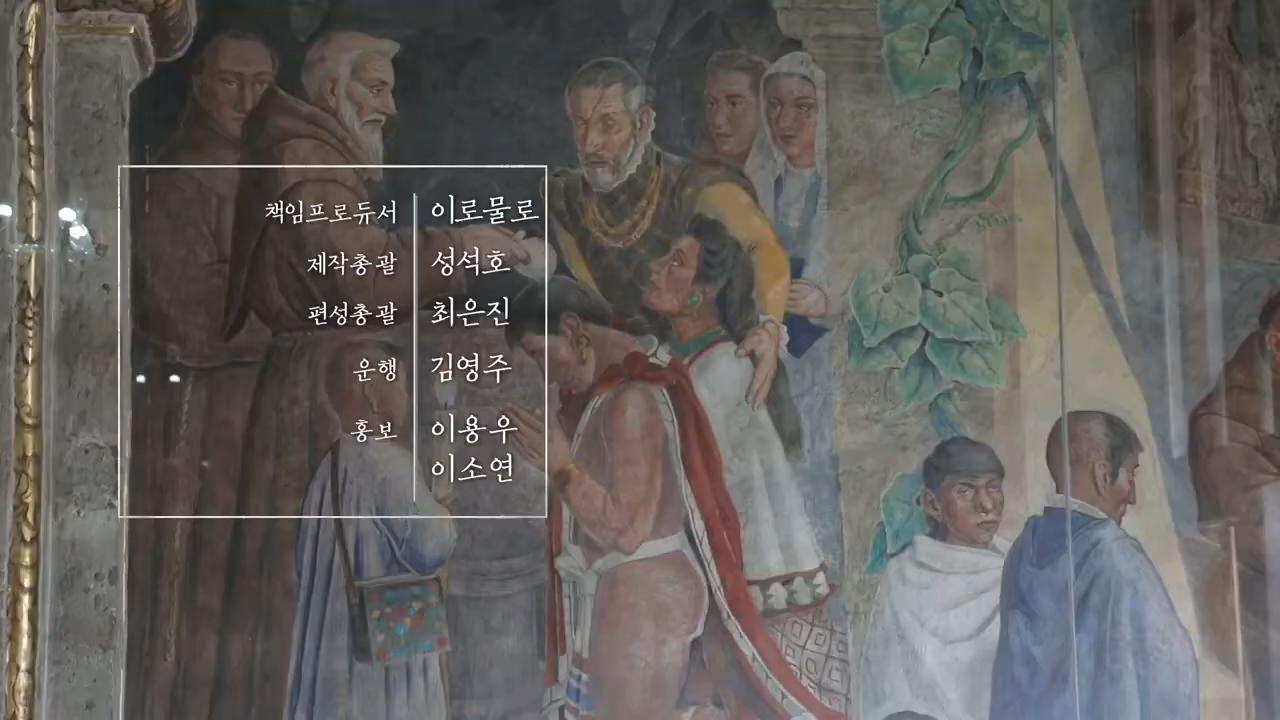 책임프로듀서 이로물로
제작총괄 성석호
편성총괄 최은진
운행 김영주
홍보 이용우
이소연